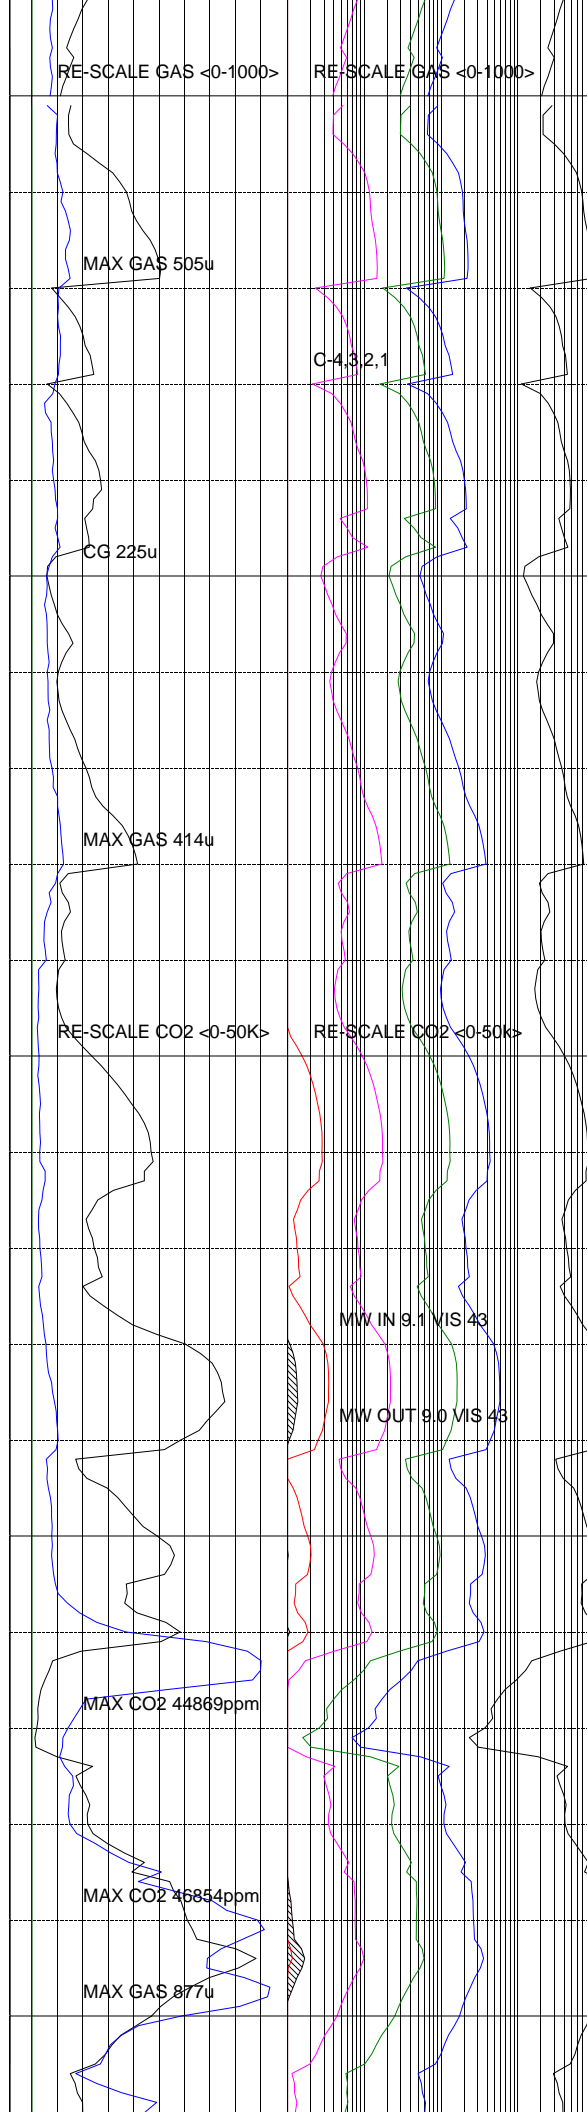 RE-SCALE GAS <0-1000>
RE-SCALE GAS <0-1000>
MAX GAS 505u
C-4,3,2,1
CG 225u
MAX GAS 414u
RE-SCALE CO2 <0-50K>
RE-SCALE CO2 <0-50k>
MW IN 9.1 VIS 43
MW OUT 9.0 VIS 43
MAX CO2 44869ppm
MAX CO2 46854ppm
MAX GAS 877u